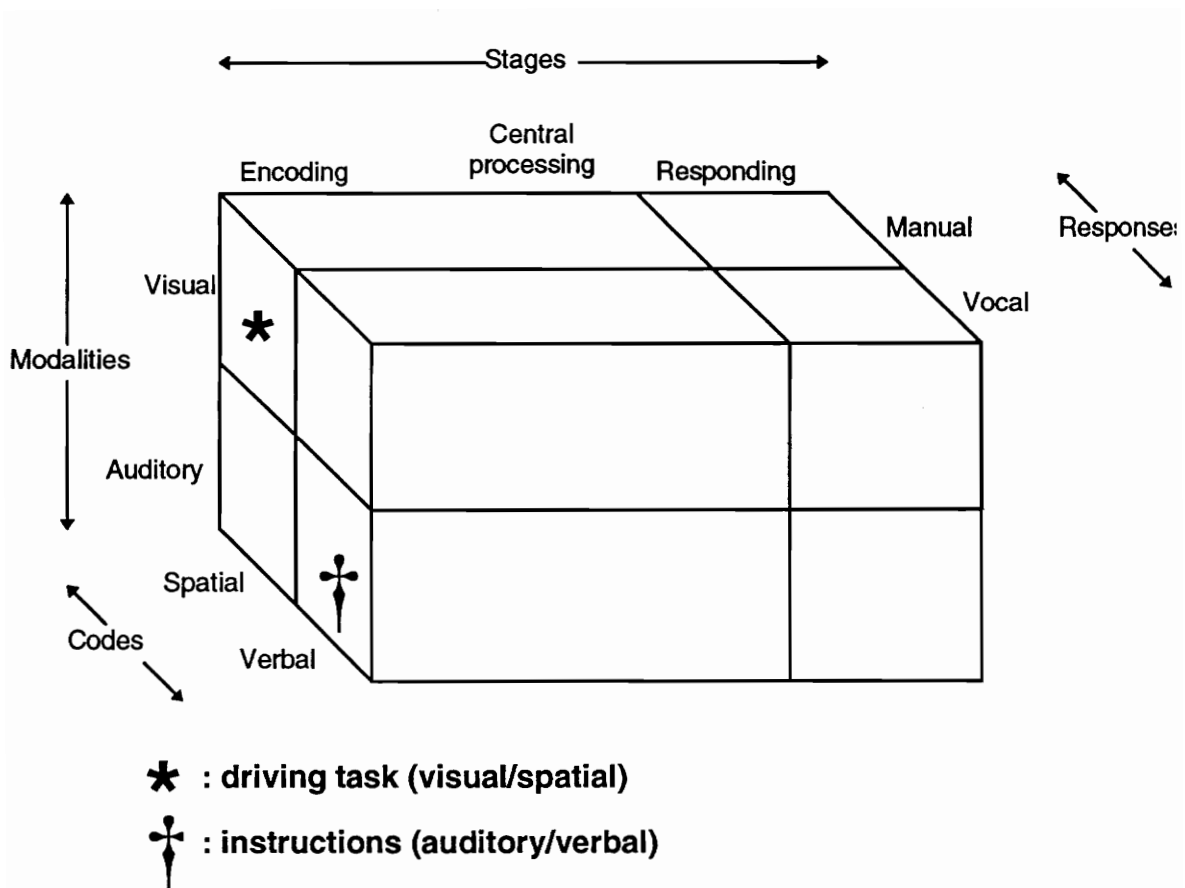 Stages
Central
processing
Encoding
Responding
Manual
Responses
Visual
Vocal
Modalities
Auditory
Spatial
Codes
Verbal
* : driving task (visual/spatial)
† : instructions (auditory/verbal)